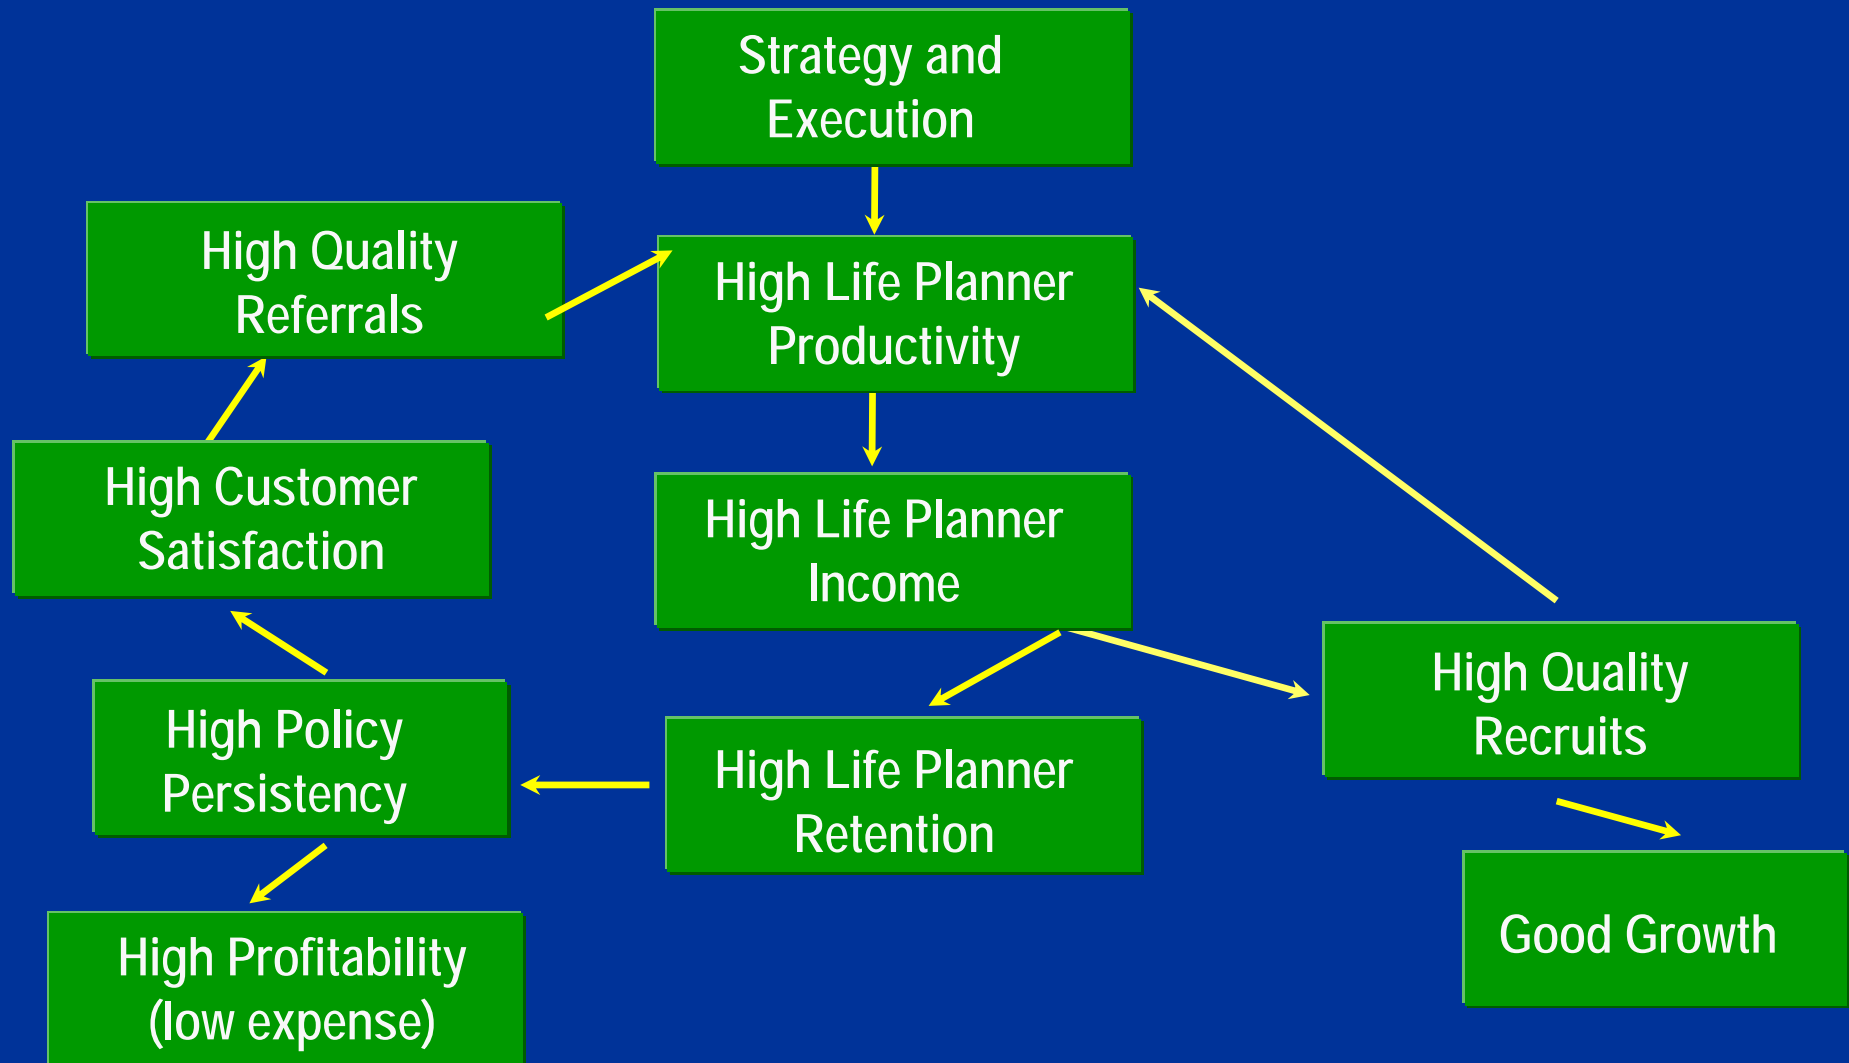 Strategy and
Execution
High Quality
Referrals
High Life Planner
Productivity
High Customer
Satisfaction
High Life Planner
Income
High Quality
Recruits
High Policy
Persistency
High Life Planner
Retention
Good Growth
High Profitability
(low expense)